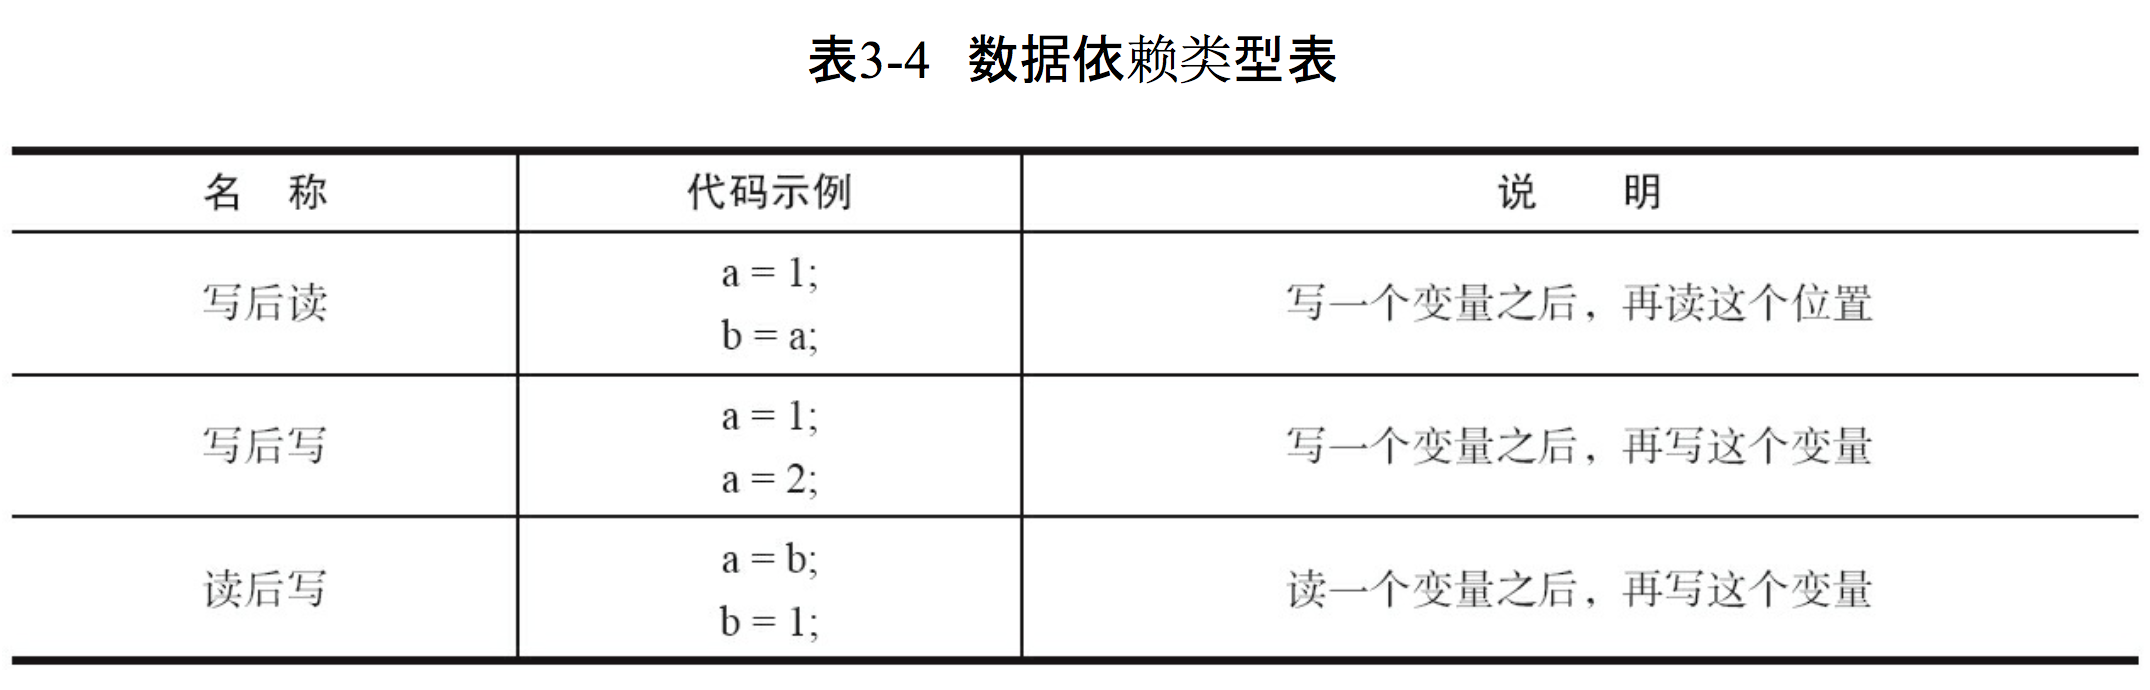 表3-4 数据依赖类型表
名 称 代码示例 说 明
写后读 a = 1; 写一个变量之后，再读这个位置
b = a;
写后写 a = 1; 写一个变量之后，再写这个变量
a = 2;
读后写 a = b; 读一个变量之后，再写这个变量
b = 1;